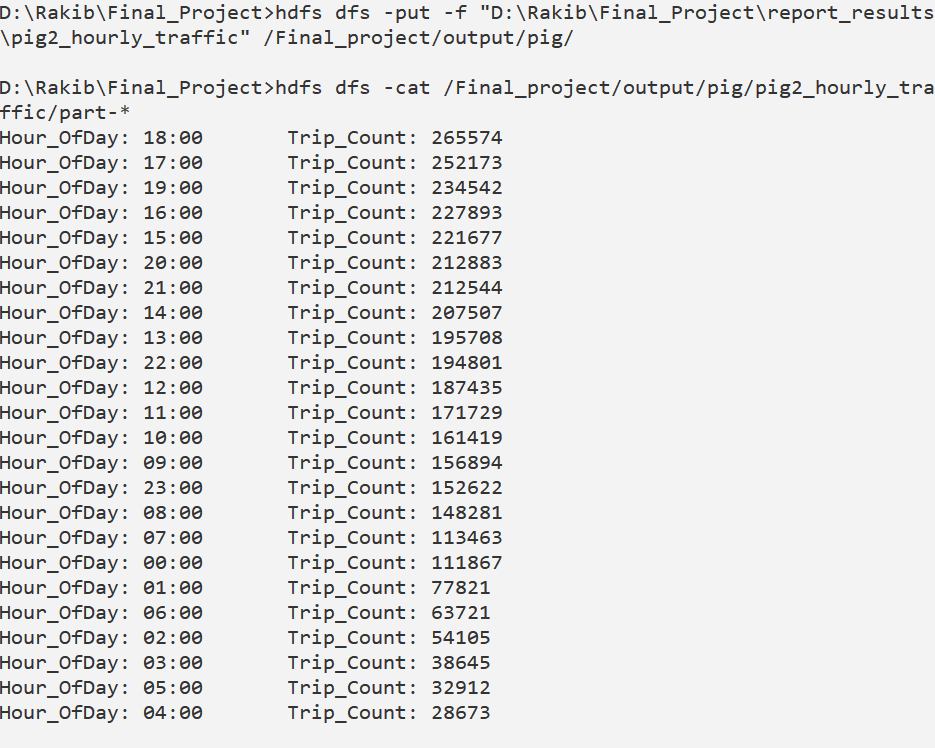 D:\Rakib\Final_Project>hdfs dfs -put -f "D:\Rakib\Final_Project\report_results
\pig2_hourly_traffic" /Final_project/output/pig/
D:\Rakib\Final_Project>hdfs dfs -cat /Final_project/output/pig/pig2_hourly_tra
ffic/part-*
Hour_OfDay: 18:00       Trip_Count: 265574
Hour_OfDay: 17:00       Trip_Count: 252173
Hour_OfDay: 19:00       Trip_Count: 234542
Hour_OfDay: 16:00       Trip_Count: 227893
Hour_OfDay: 15:00       Trip_Count: 221677
Hour_OfDay: 20:00       Trip_Count: 212883
Hour_OfDay: 21:00       Trip_Count: 212544
Hour_OfDay: 14:00       Trip_Count: 207507
Hour_OfDay: 13:00       Trip_Count: 195708
Hour_OfDay: 22:00       Trip_Count: 194801
Hour_OfDay: 12:00       Trip_Count: 187435
Hour_OfDay: 11:00       Trip_Count: 171729
Hour_OfDay: 10:00       Trip_Count: 161419
Hour_OfDay: 09:00       Trip_Count: 156894
Hour_OfDay: 23:00       Trip_Count: 152622
Hour_OfDay: 08:00       Trip_Count: 148281
Hour_OfDay: 07:00       Trip_Count: 113463
Hour_OfDay: 00:00       Trip_Count: 111867
Hour_OfDay: 01:00       Trip_Count: 77821
Hour_OfDay: 06:00       Trip_Count: 63721
Hour_OfDay: 02:00       Trip_Count: 54105
Hour_OfDay: 03:00       Trip_Count: 38645
Hour_OfDay: 05:00       Trip_Count: 32912
Hour_OfDay: 04:00       Trip_Count: 28673